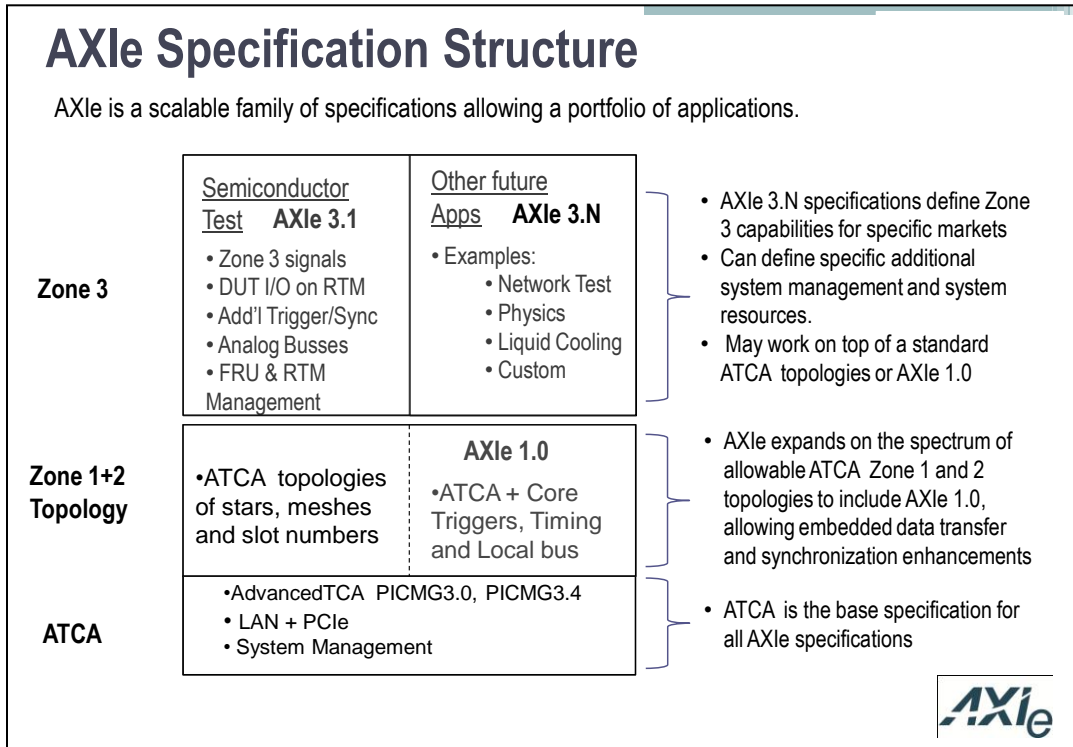 AXIe Specification Structure
AXIe is a scalable family of specifications allowing a portfolio of applications.
Zone 3
Semiconductor
Test AXIe 3.1
• Zone 3 signals
• DUT I/O on RTM
• Add'l Trigger/Sync
• Analog Busses
• FRU & RTM
Management
Other future
Apps AXIe 3.N
• Examples:
• Network Test
• Physics
• Liquid Cooling
• Custom
• AXIe 3.N specifications define Zone
3 capabilities for specific markets
• Can define specific additional
system management and system
resources.
• May work on top of a standard
ATCA topologies or AXIe 1.0
Zone 1+2
Topology
•ATCA topologies
of stars, meshes
and slot numbers
AXIe 1.0
•ATCA + Core
Triggers, Timing
and Local bus
• AXIe expands on the spectrum of
allowable ATCA Zone 1 and 2
topologies to include AXIe 1.0,
allowing embedded data transfer
and synchronization enhancements
ATCA
•AdvancedTCA PICMG3.0, PICMG3.4
• LAN + PCIe
• System Management
• ATCA is the base specification for
all AXIe specifications
AXIe